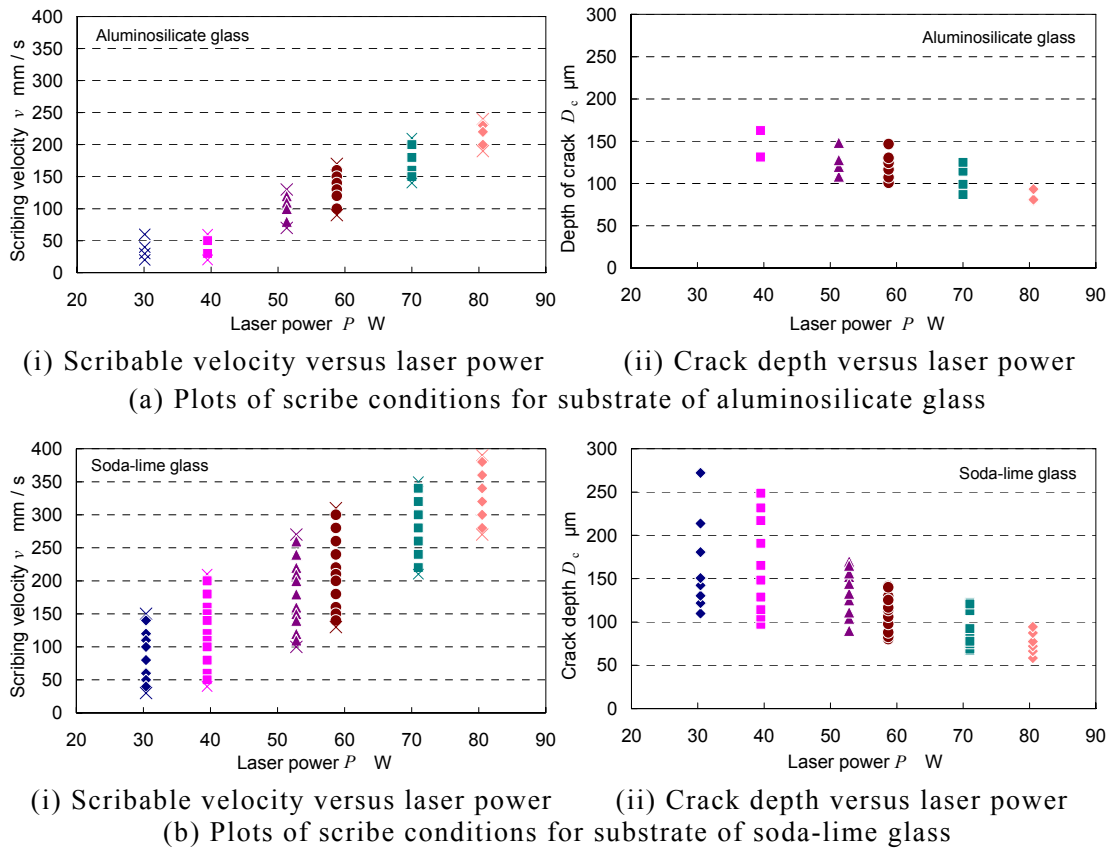 400
350
300
250
200
150
100
50
0
Scribing velocity v mm / s
Aluminosilicate glass
20 30 40 50 60 70 80 90
Laser power P W
300
250
200
150
100
50
0
Depth of crack D c μm
Aluminosilicate glass
20 30 40 50 60 70 80 90
Laser power P W
(i) Scribable velocity versus laser power
(ii) Crack depth versus laser power
(a) Plots of scribe conditions for substrate of aluminosilicate glass
400
350
300
250
200
150
100
50
0
Scribing velocity v mm / s
Soda-lime glass
20 30 40 50 60 70 80 90
Laser power P W
300
250
200
150
100
50
0
Crack depth D c μm
Soda-lime glass
20 30 40 50 60 70 80 90
Laser power P W
(i) Scribable velocity versus laser power
(ii) Crack depth versus laser power
(b) Plots of scribe conditions for substrate of soda-lime glass